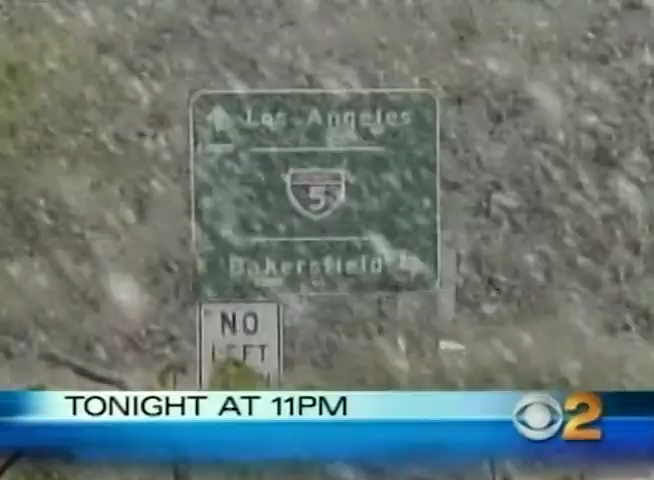 Los Angeles
5
Bakersfield
NO
LEFT
TONIGHT AT 11PM
2